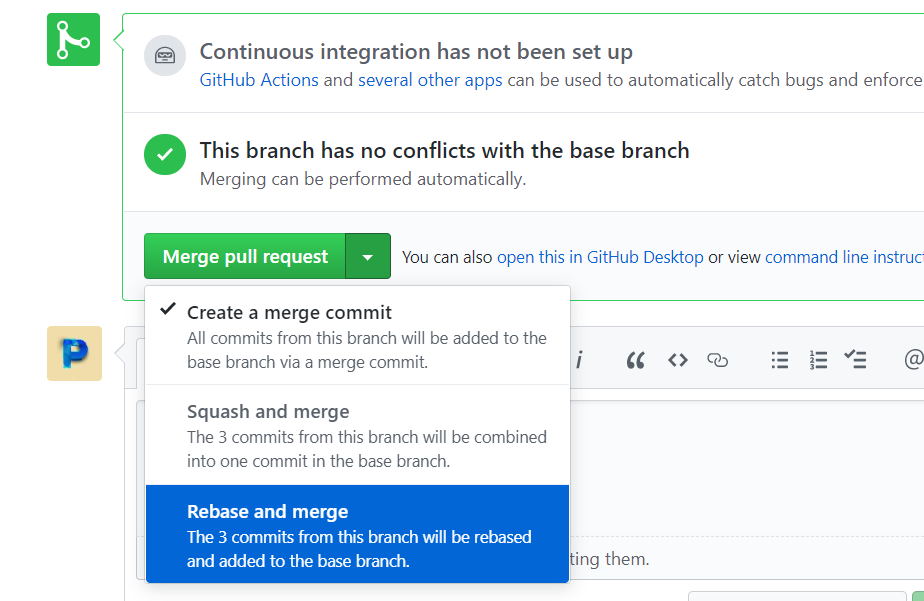 Continuous integration has not been set up
GitHub Actions and several other apps can be used to automatically catch bugs and enforce
This branch has no conflicts with the base branch
Merging can be performed automatically.
Merge pull request
You can also open this in GitHub Desktop or view command line instruc
Create a merge commit
All commits from this branch will be added to the
base branch via a merge commit.
Squash and merge
The 3 commits from this branch will be combined
into one commit in the base branch.
Rebase and merge
The 3 commits from this branch will be rebased
and added to the base branch.
ting them.